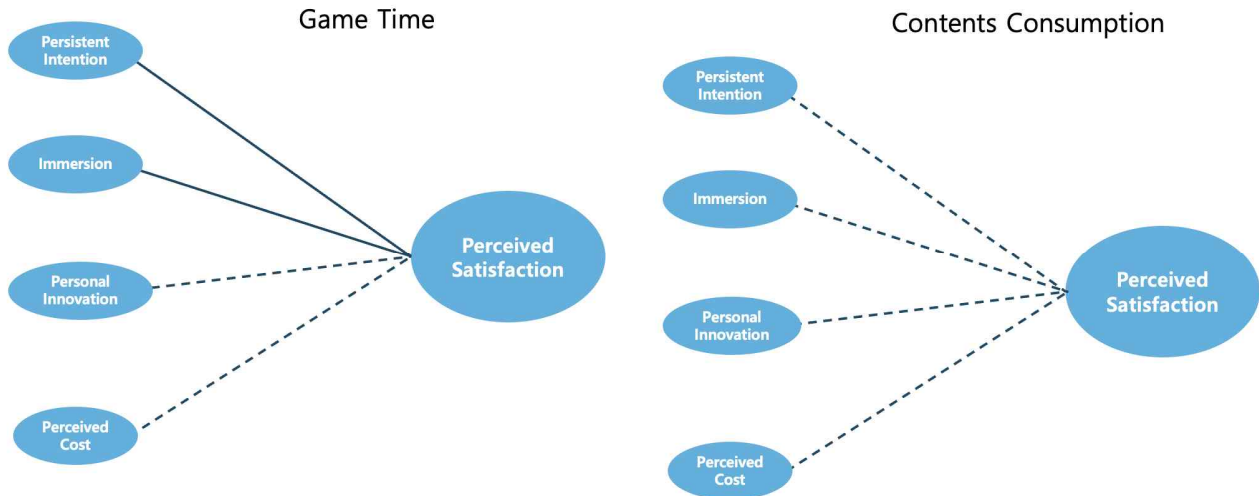 Game Time
Persistent
Intention
Immersion
Personal
Innovation
Perceived
Cost
Perceived
Satisfaction
Contents Consumption
Persistent
Intention
Immersion
Personal
Innovation
Perceived
Cost
Perceived
Satisfaction